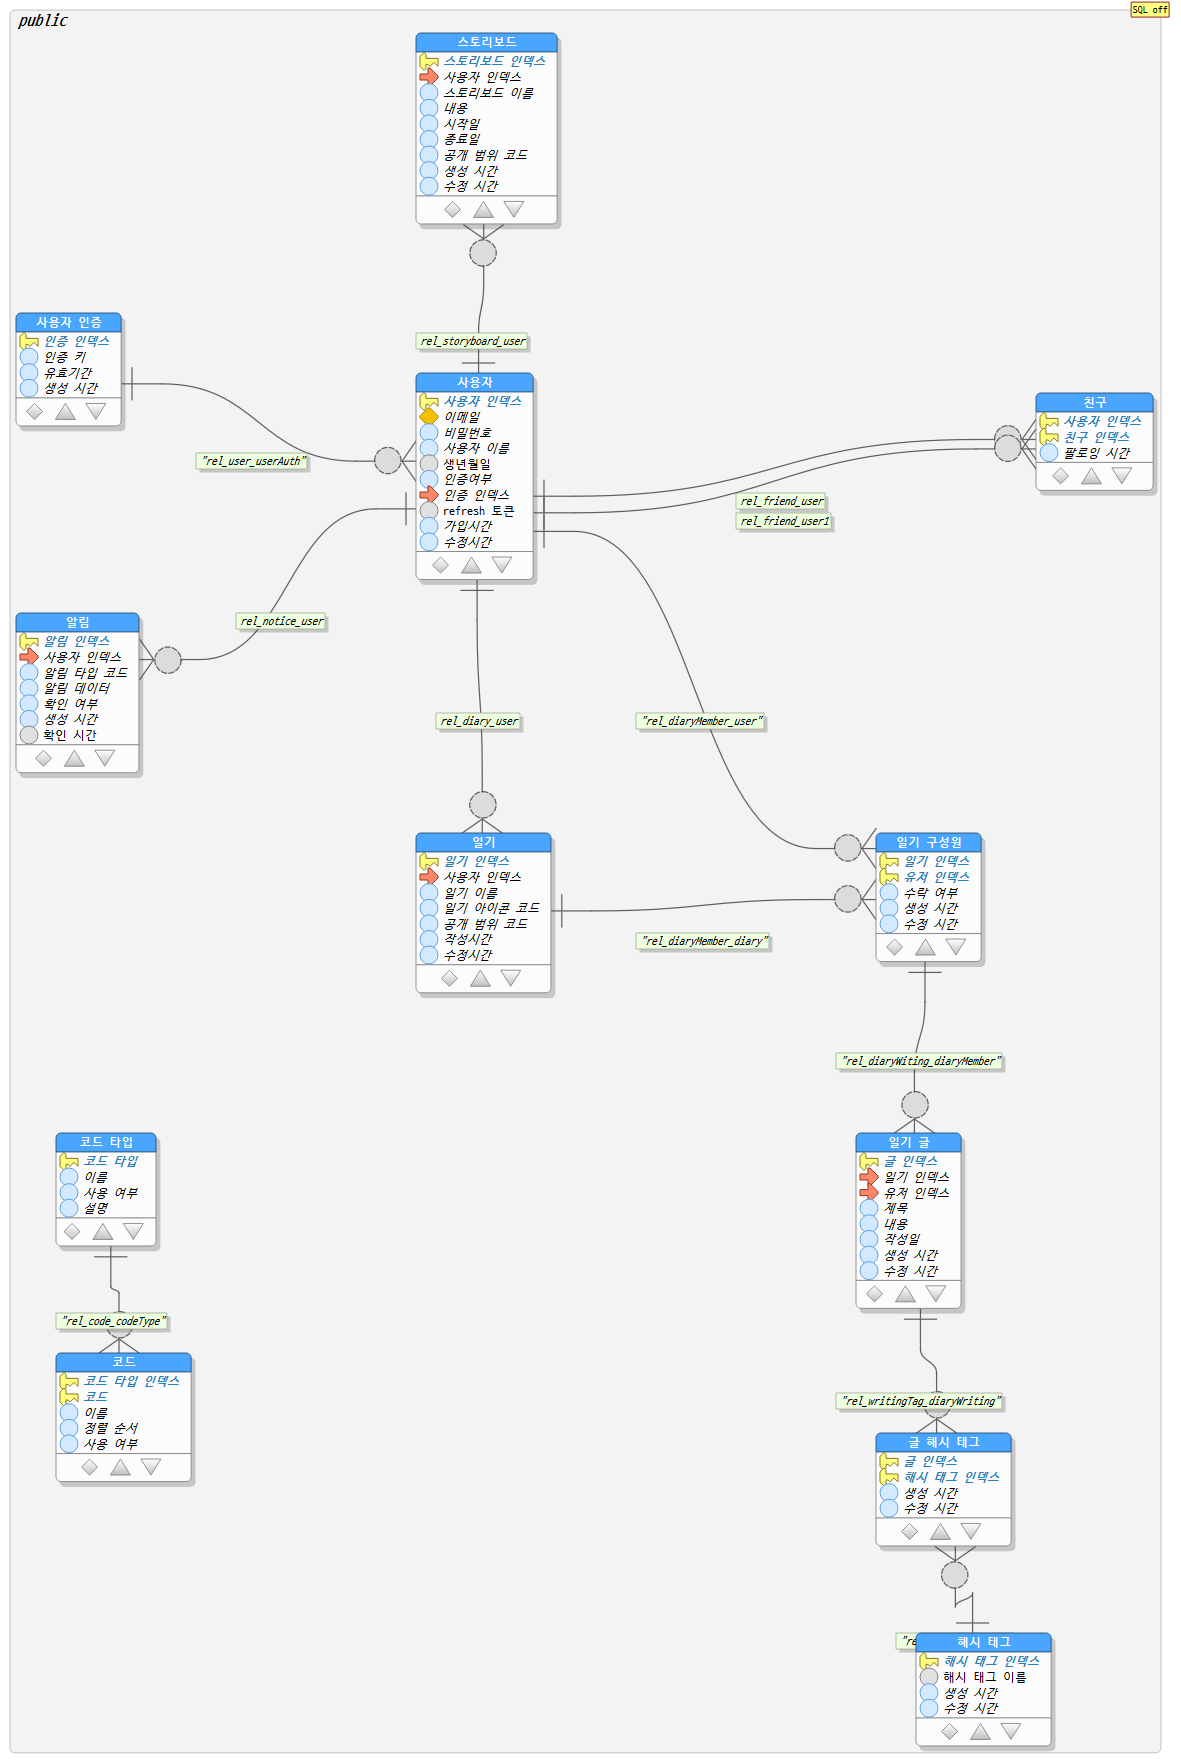 public
SQL off
스토리보드
스토리보드 인덱스
사용자 인덱스
스토리보드 이름
내용
시작일
종료일
공개 범위 코드
생성 시간
수정 시간
rel_storyboard_user
사용자 인증
인증 인덱스
인증 키
유효기간
생성 시간
"rel_user_userAuth"
사용자
사용자 인덱스
이메일
비밀번호
사용자 이름
생년월일
인증여부
인증 인덱스
refresh 토큰
가입시간
수정시간
친구
사용자 인덱스
친구 인덱스
팔로잉 시간
rel_friend_user
rel_friend_user1
rel_notice_user
알림
알림 인덱스
사용자 인덱스
알림 타입 코드
알림 데이터
확인 여부
생성 시간
확인 시간
rel_diary_user
"rel_diaryMember_user"
일기
일기 인덱스
사용자 인덱스
일기 이름
일기 아이콘 코드
공개 범위 코드
작성시간
수정시간
일기 구성원
일기 인덱스
유저 인덱스
수락 여부
생성 시간
수정 시간
"rel_diaryMember_diary"
"rel_diaryWiting_diaryMember"
코드 타입
코드 타입
이름
사용 여부
설명
일기 글
글 인덱스
일기 인덱스
유저 인덱스
제목
내용
작성일
생성 시간
수정 시간
"rel_code_codeType"
코드
코드 타입 인덱스
코드
이름
정렬 순서
사용 여부
"rel_writingTag_diaryWriting"
글 해시 태그
글 인덱스
해시 태그 인덱스
생성 시간
수정 시간
"re
해시 태그
해시 태그 인덱스
해시 태그 이름
생성 시간
수정 시간